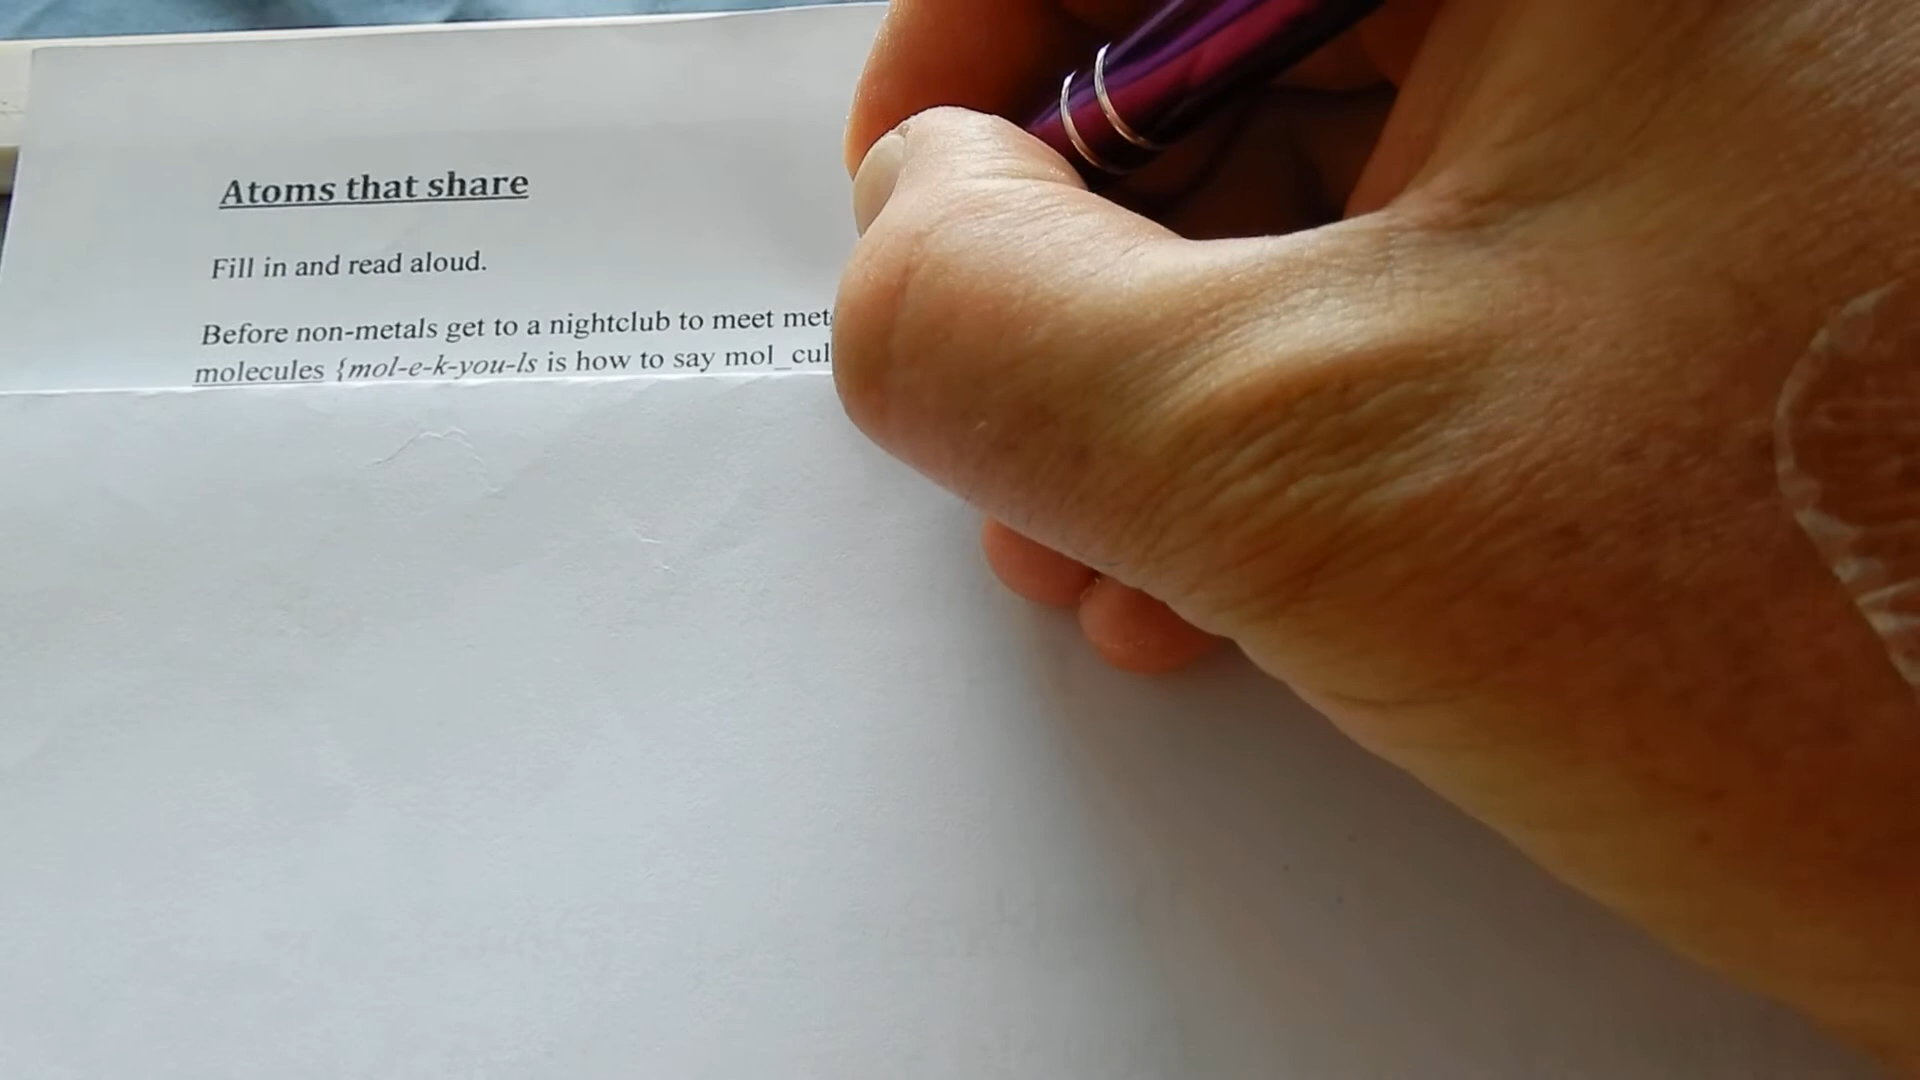 Atoms that share
Fill in and read aloud.
Before non-metals get to a nightclub to meet
molecules {mol-e-k-you-ls is how to say mol_cul